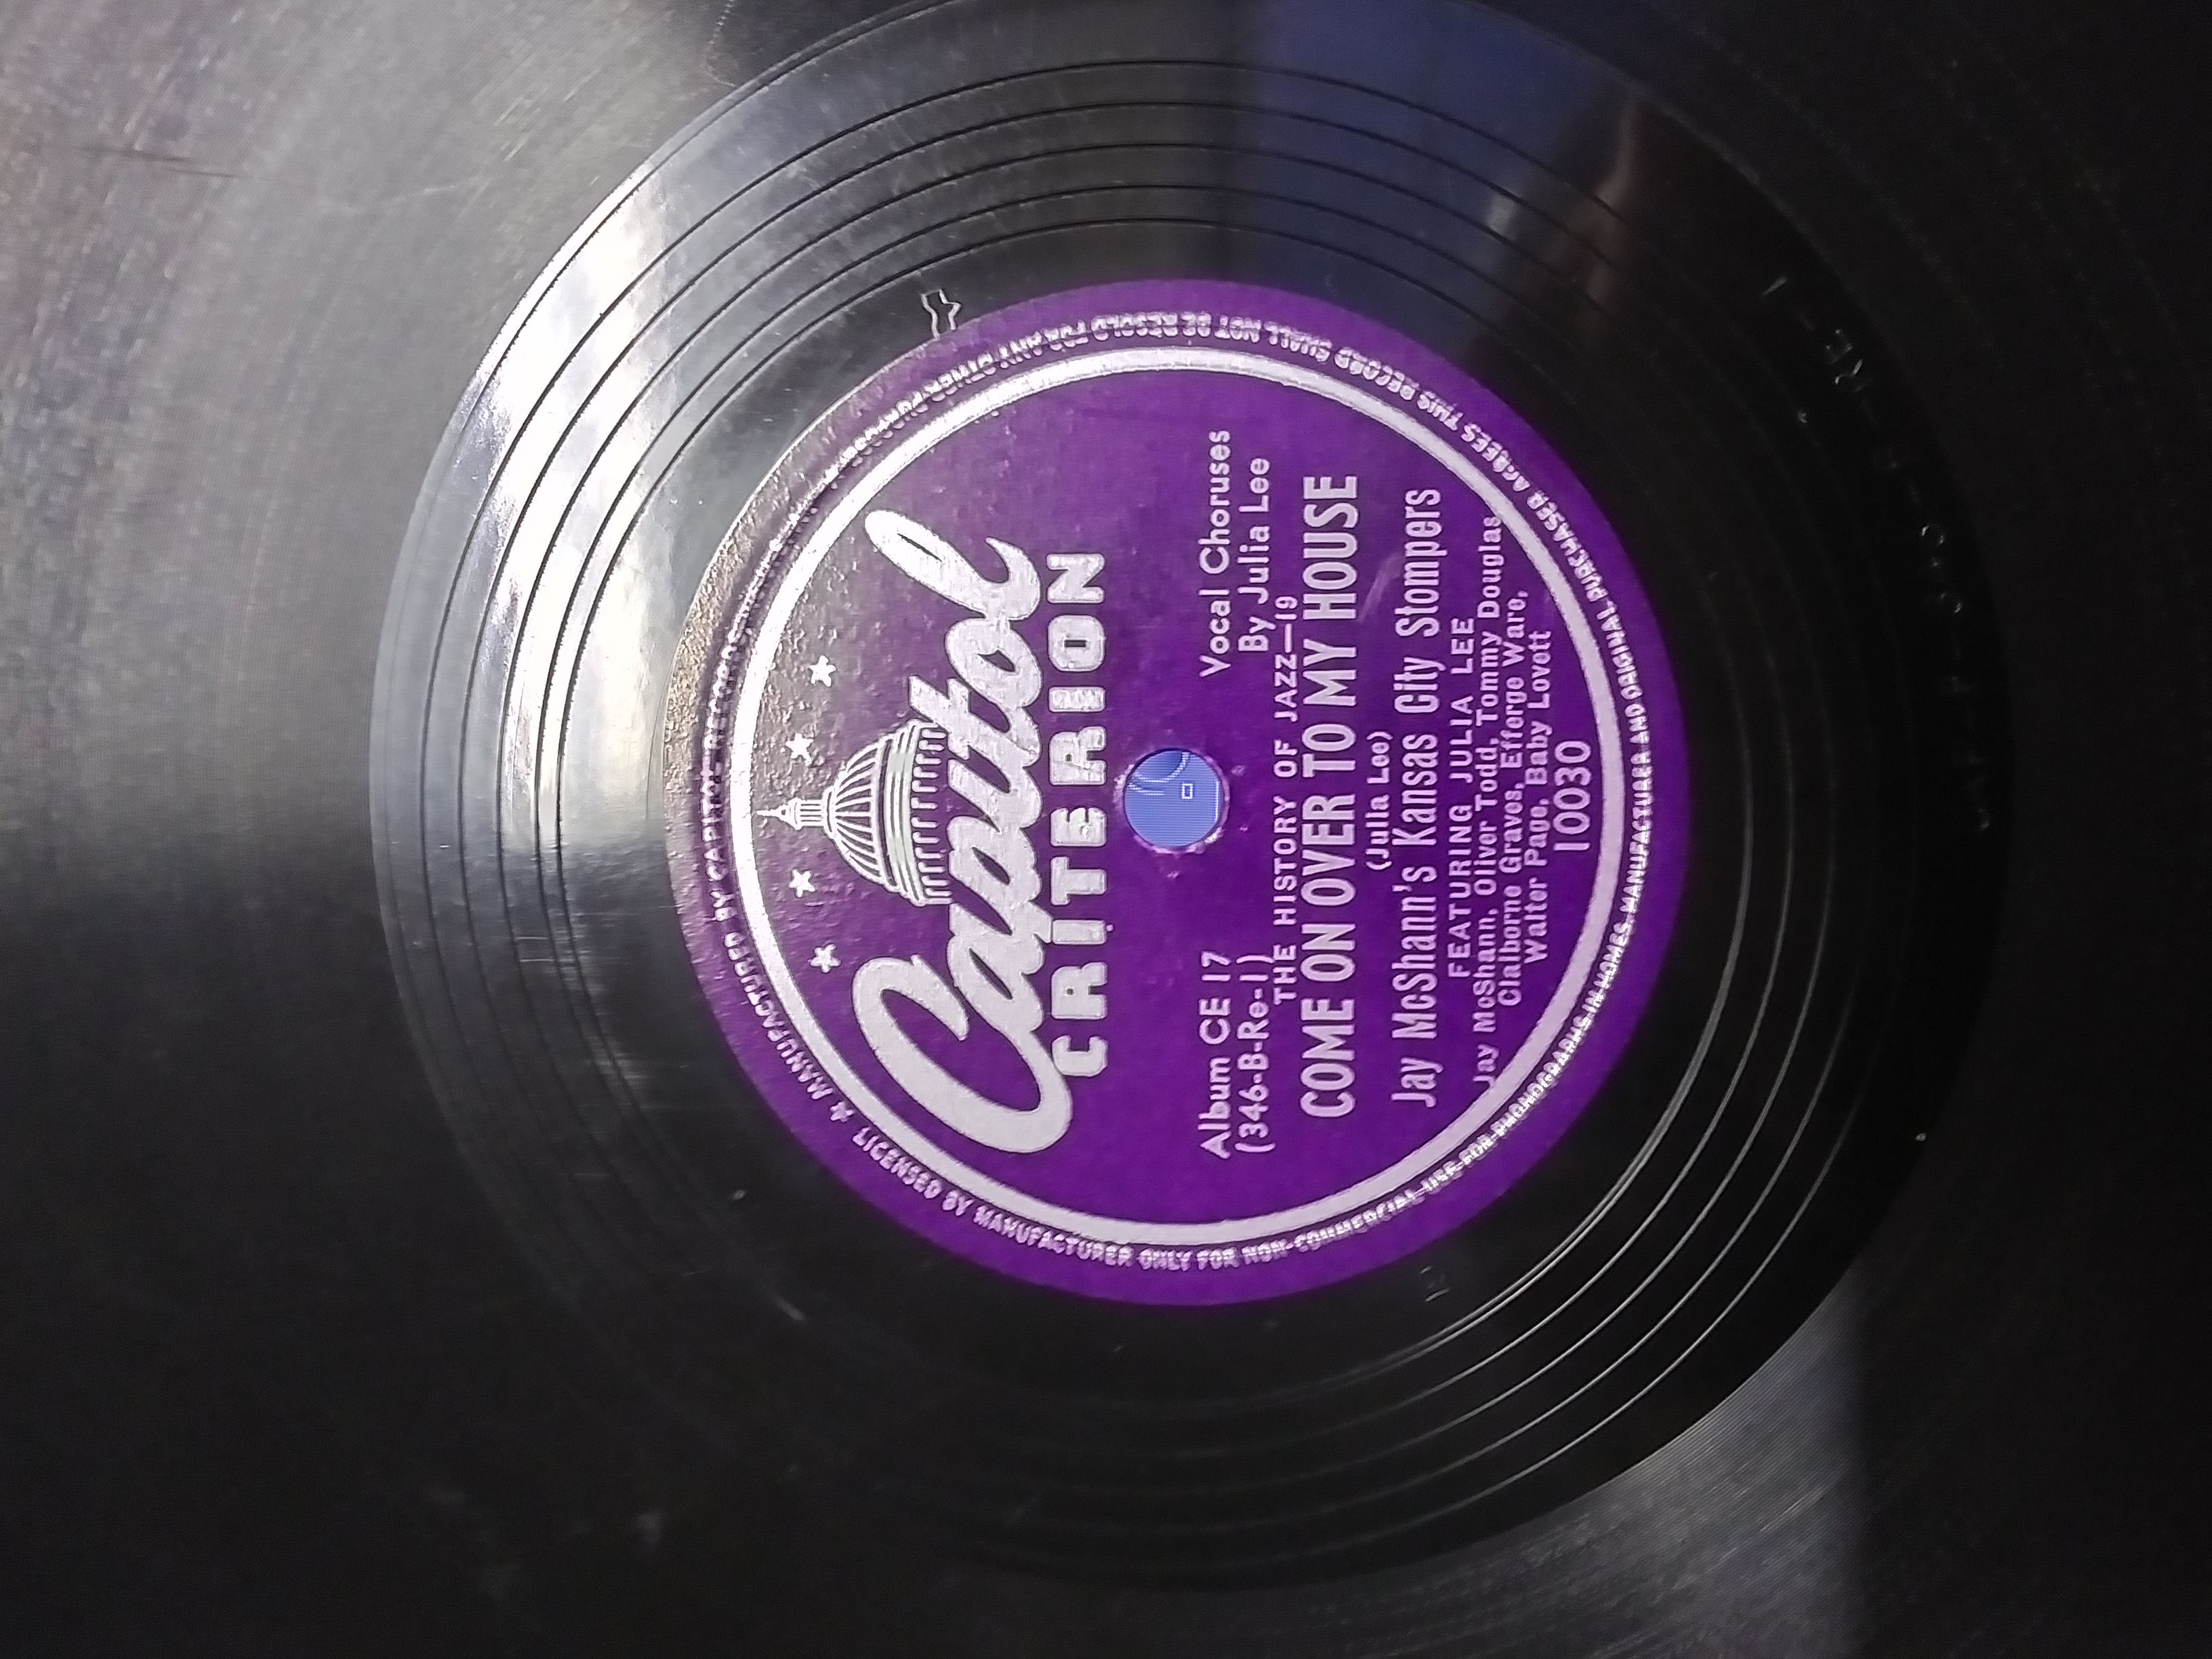 Capitol
CRITERION
Album CE 17
(346-B-Re-1)
Vocal Choruses
By Julia Lee
THE HISTORY OF JAZZ—19
COME ON OVER TO MY HOUSE
(Julia Lee)
Jay McShann's Kansas City Stompers
FEATURING JULIA LEE
Jay McShann, Oliver Todd, Tommy Douglas
Claiborne Graves, Efferge Ware,
Walter Page, Baby Lovett
10030
MANUFACTURED BY CAPITOL RECORDS
LICENSED BY MANUFACTURER ONLY FOR NON-COMMERCIAL USE FOR PHONOGRAPHS IN HOMES. MANUFACTURER AND ORIGINAL PURCHASER AGREES THIS RECORD SHALL NOT BE RESOLD FOR ANY OTHER PURPOSE